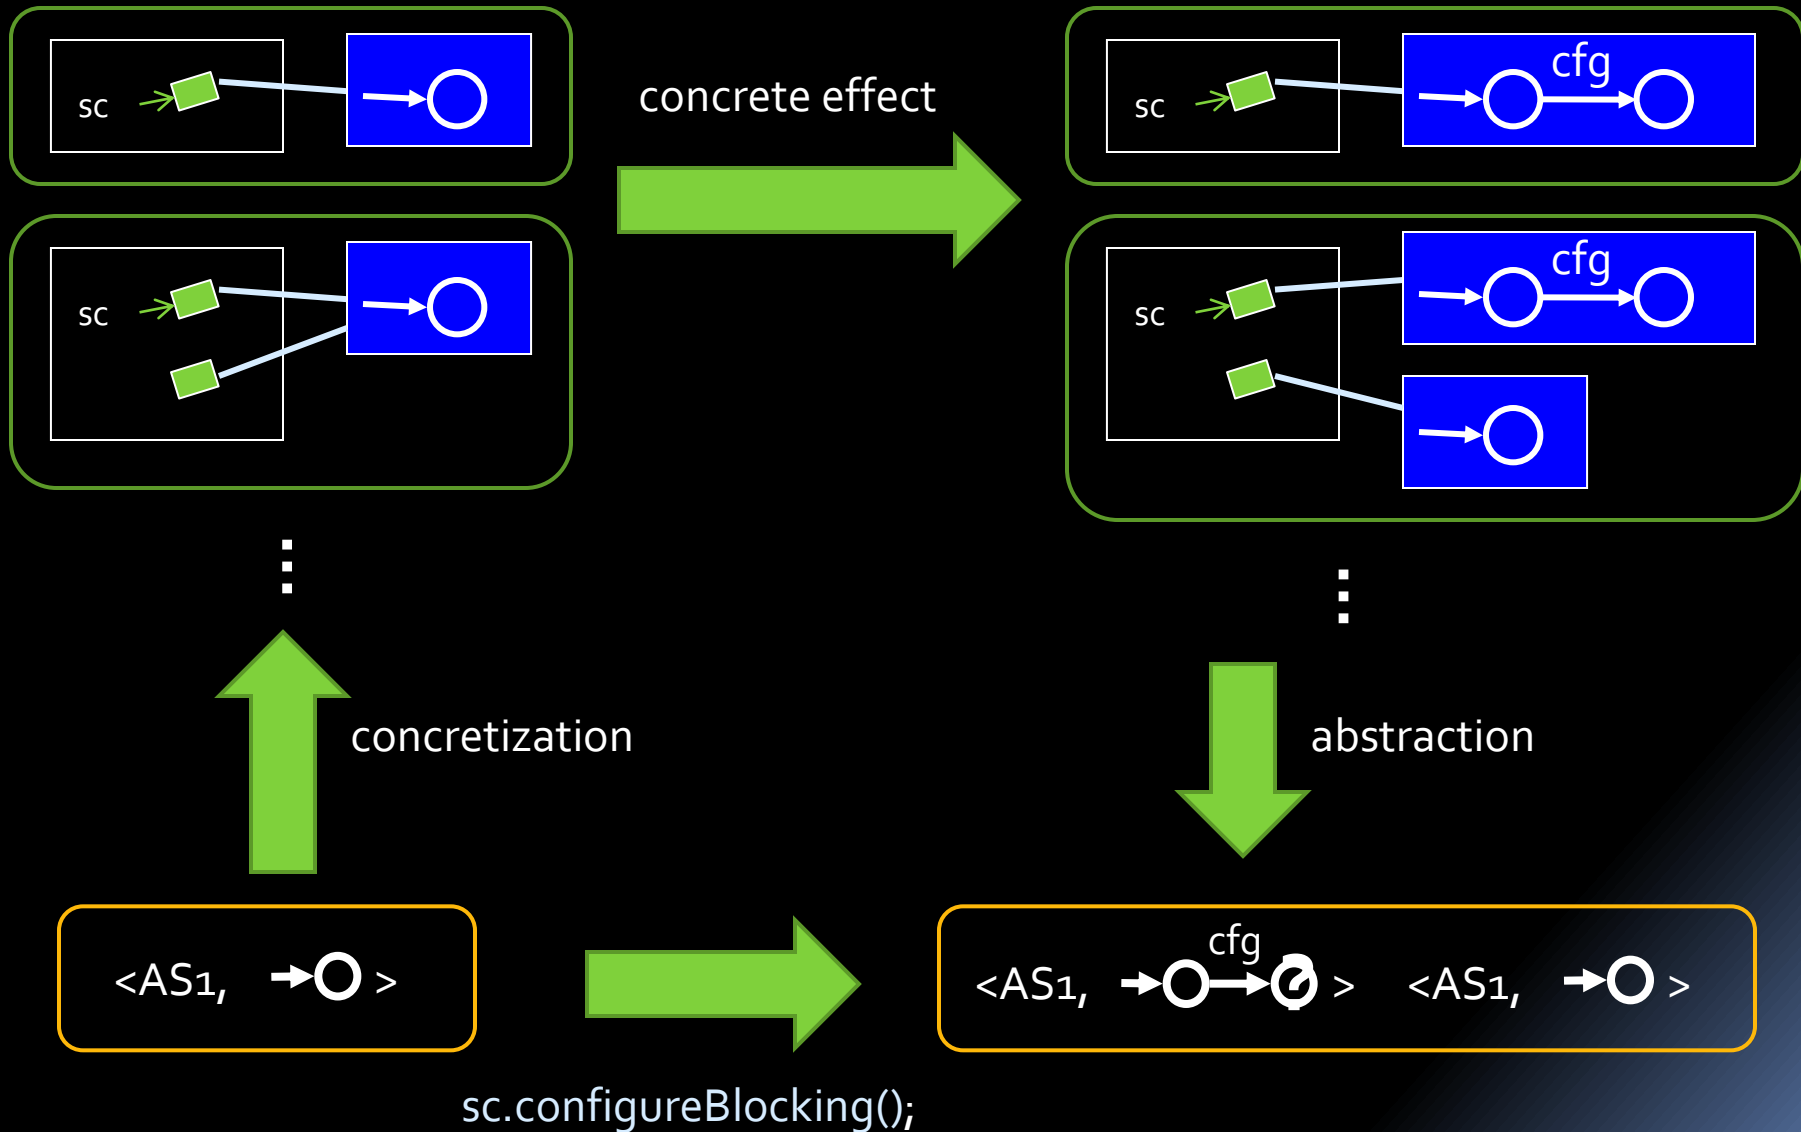 sc
concrete effect
sc
cfg
sc
sc
cfg
concretization
abstraction
<AS1, >
<AS1, cfg > <AS1, >
sc.configureBlocking();